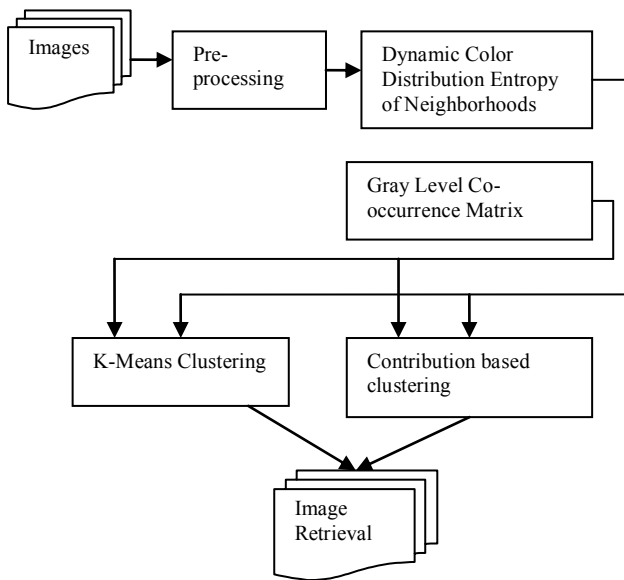 Images
Pre-
processing
Dynamic Color
Distribution Entropy
of Neighborhoods
Gray Level Co-
occurrence Matrix
K-Means Clustering
Contribution based
clustering
Image
Retrieval